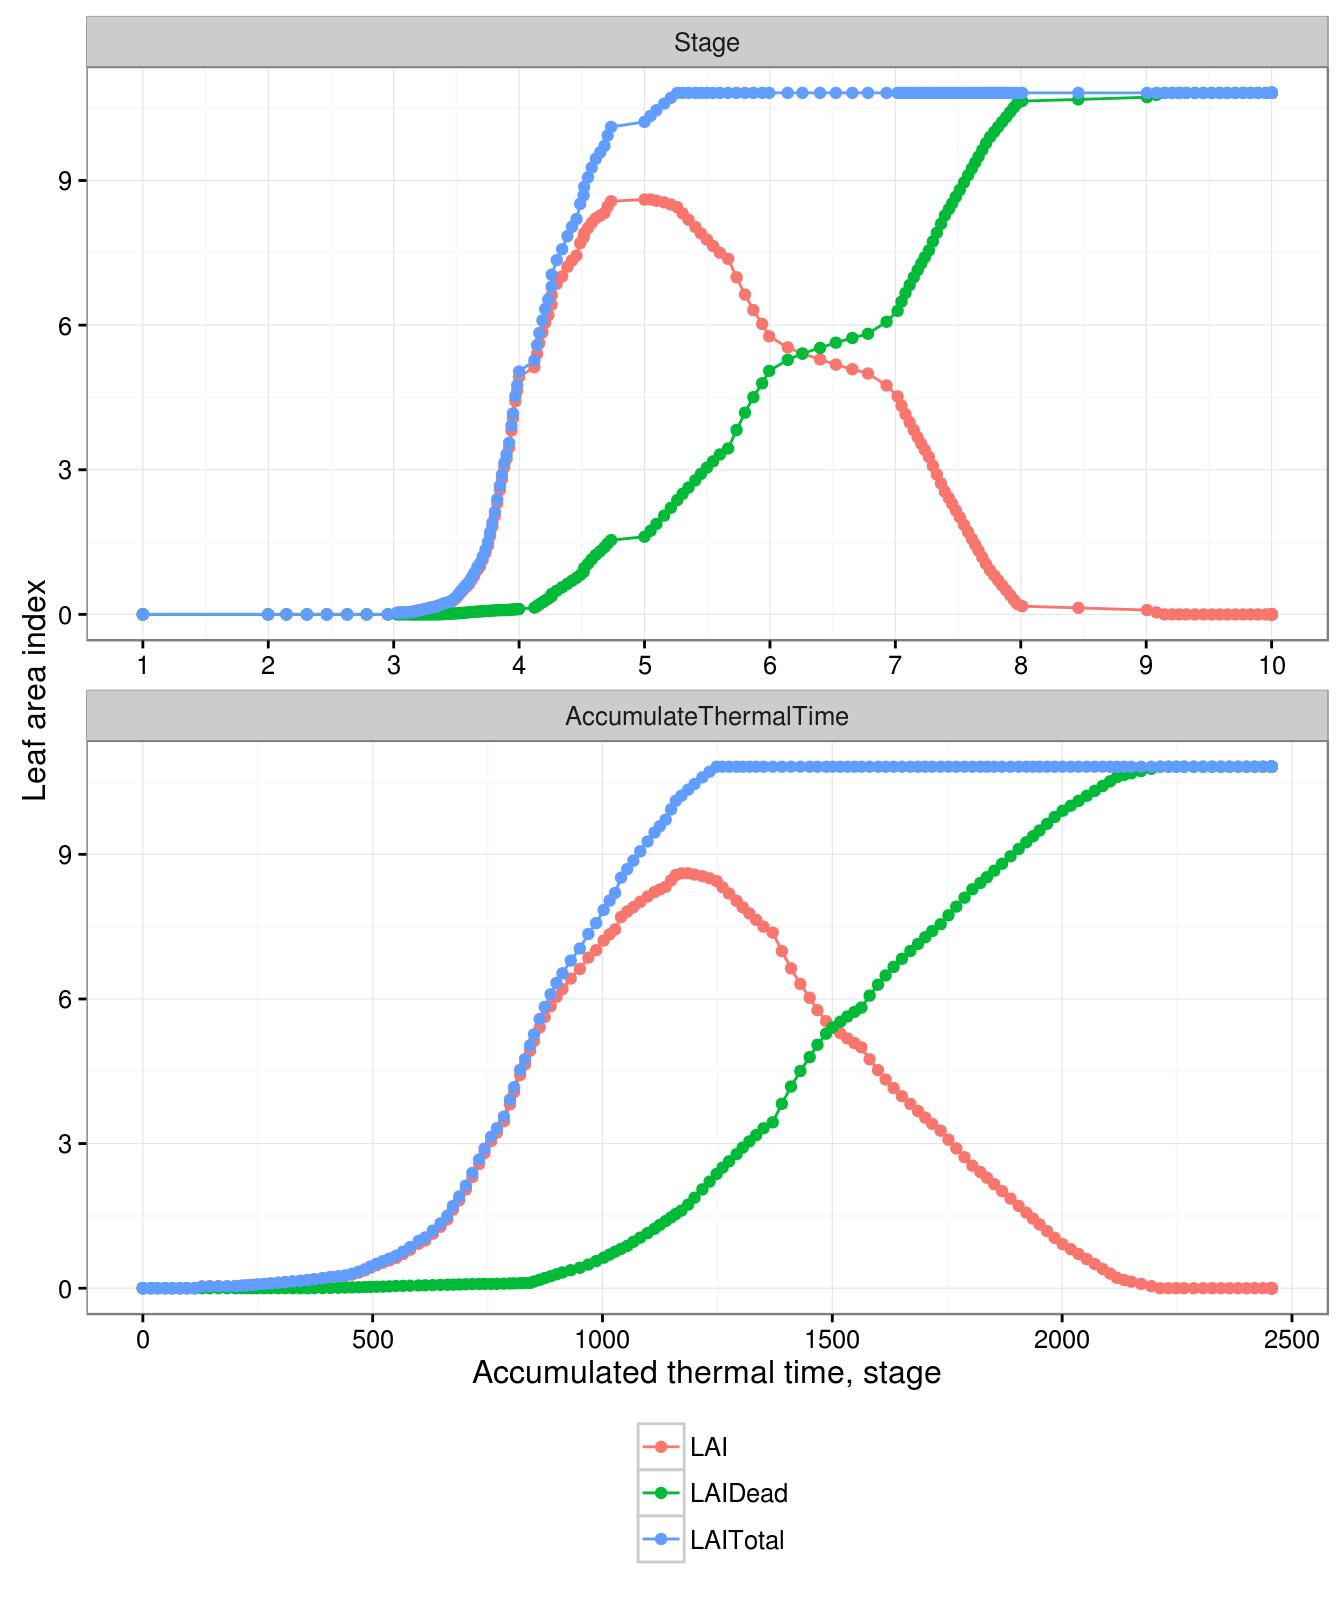 Stage
9
6
3
0
1 2 3 4 5 6 7 8 9 10
Leaf area index
AccumulateThermalTime
9
6
3
0
0 500 1000 1500 2000 2500
Accumulated thermal time, stage
LAI
LAIDead
LAITotal